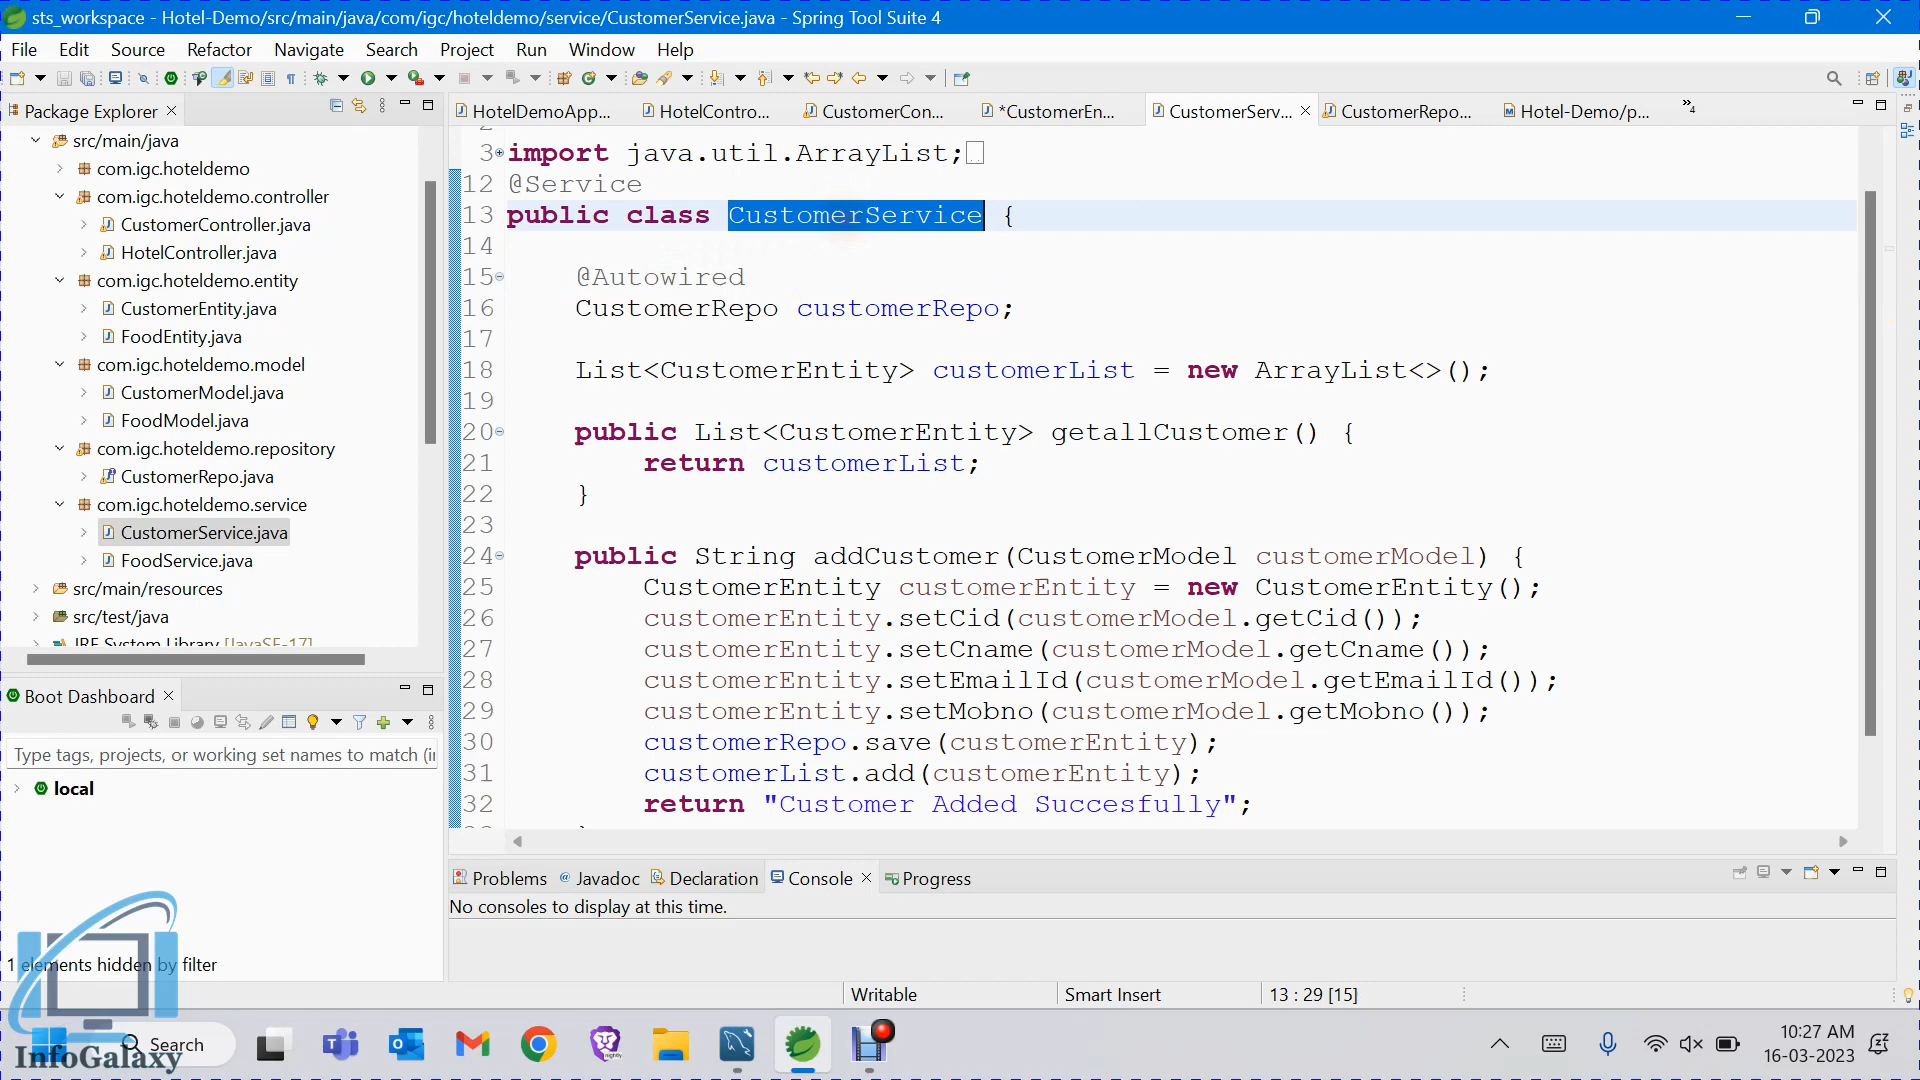 sts_workspace - Hotel-Demo/src/main/java/com/igc/hoteldemo/service/CustomerService.java - Spring Tool Suite 4
File Edit Source Refactor Navigate Search Project Run Window Help
Package Explorer
src/main/java
com.igc.hoteldemo
com.igc.hoteldemo.controller
CustomerController.java
HotelController.java
com.igc.hoteldemo.entity
CustomerEntity.java
FoodEntity.java
com.igc.hoteldemo.model
CustomerModel.java
FoodModel.java
com.igc.hoteldemo.repository
CustomerRepo.java
com.igc.hoteldemo.service
CustomerService.java
FoodService.java
src/main/resources
src/test/java
JRE System Library [JavaSE-17]
Boot Dashboard
Type tags, projects, or working set names to match (i
local
1 elements hidden by filter
HotelDemoApp... HotelContro... CustomerCon... *CustomerEn... CustomerServ... CustomerRepo... Hotel-Demo/p... »4
3 import java.util.ArrayList;
12 @Service
13 public class CustomerService {
14
15 @Autowired
16 CustomerRepo customerRepo;
17
18 List<CustomerEntity> customerList = new ArrayList<>();
19
20 public List<CustomerEntity> getallCustomer() {
21 return customerList;
22 }
23
24 public String addCustomer(CustomerModel customerModel) {
25 CustomerEntity customerEntity = new CustomerEntity();
26 customerEntity.setCid(customerModel.getCid());
27 customerEntity.setCname(customerModel.getCname());
28 customerEntity.setEmailId(customerModel.getEmailId());
29 customerEntity.setMobno(customerModel.getMobno());
30 customerRepo.save(customerEntity);
31 customerList.add(customerEntity);
32 return "Customer Added Succesfully";
Problems Javadoc Declaration Console Progress
No consoles to display at this time.
Writable Smart Insert 13 : 29 [15]
InfoGalaxy
Search
10:27 AM
16-03-2023